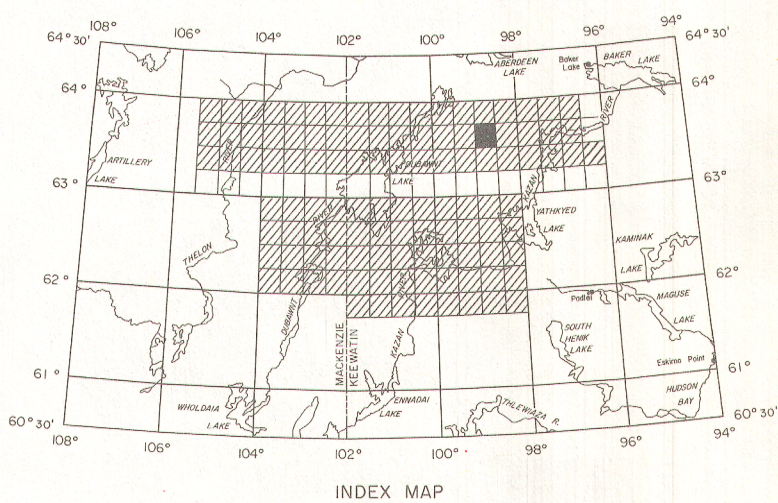 108° 106° 104° 102° 100° 98° 96° 94°
64° 30' 64° 30'
ABERDEEN
LAKE
Baker
Lake
BAKER
LAKE
64° 64°
RIVER
RIVER
ARTILLERY
LAKE
DUBAWNT
LAKE
63° 63°
KAZAN
RIVER
YATHKYED
LAKE
THELON
KAMINAK
LAKE
62° 62°
RIVER
DUBAWNT
Padlei
MAGUSE
LAKE
MACKENZIE
KEEWATIN
KAZAN
SOUTH
HENIK
LAKE
Eskimo Point
61° 61°
WHOLDAIA
LAKE
ENNADAI
LAKE
THLEWIAZA R.
HUDSON
BAY
60° 30' 60° 30'
108° 106° 104° 102° 100° 98° 96° 94°
INDEX MAP